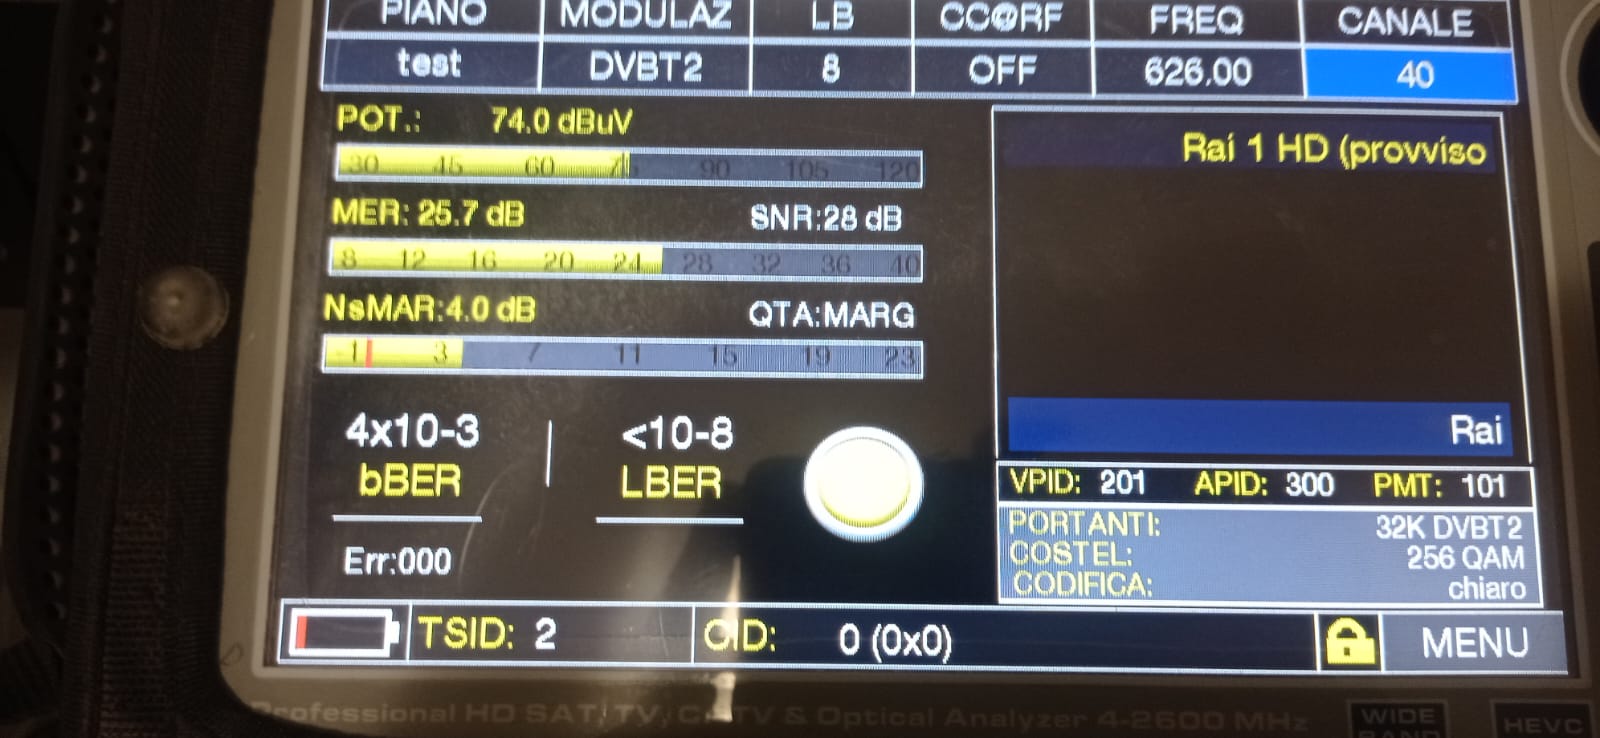 PIANO MODULAZ LB CC@RF FREQ CANALE
test DVBT2 8 OFF 626.00 40
POT.: 74.0 dBuV
30 45 60 75 90 105 120
Rai 1 HD (provviso
MER: 25.7 dB SNR:28 dB
8 12 16 20 24 28 32 36 40
NsMAR:4.0 dB QTA:MARG
-1 3 7 11 15 19 23
4x10-3 <10-8
bBER LBER
Err:000
Rai
VPID: 201 APID: 300 PMT: 101
PORTANTI: 32K DVBT2
COSTEL: 256 QAM
CODIFICA: chiaro
TSID: 2 CID: 0 (0x0) MENU
Professional HD SAT, TV, CATV & Optical Analyzer 4-2600 MHz
WIDE
BAND
HEVC